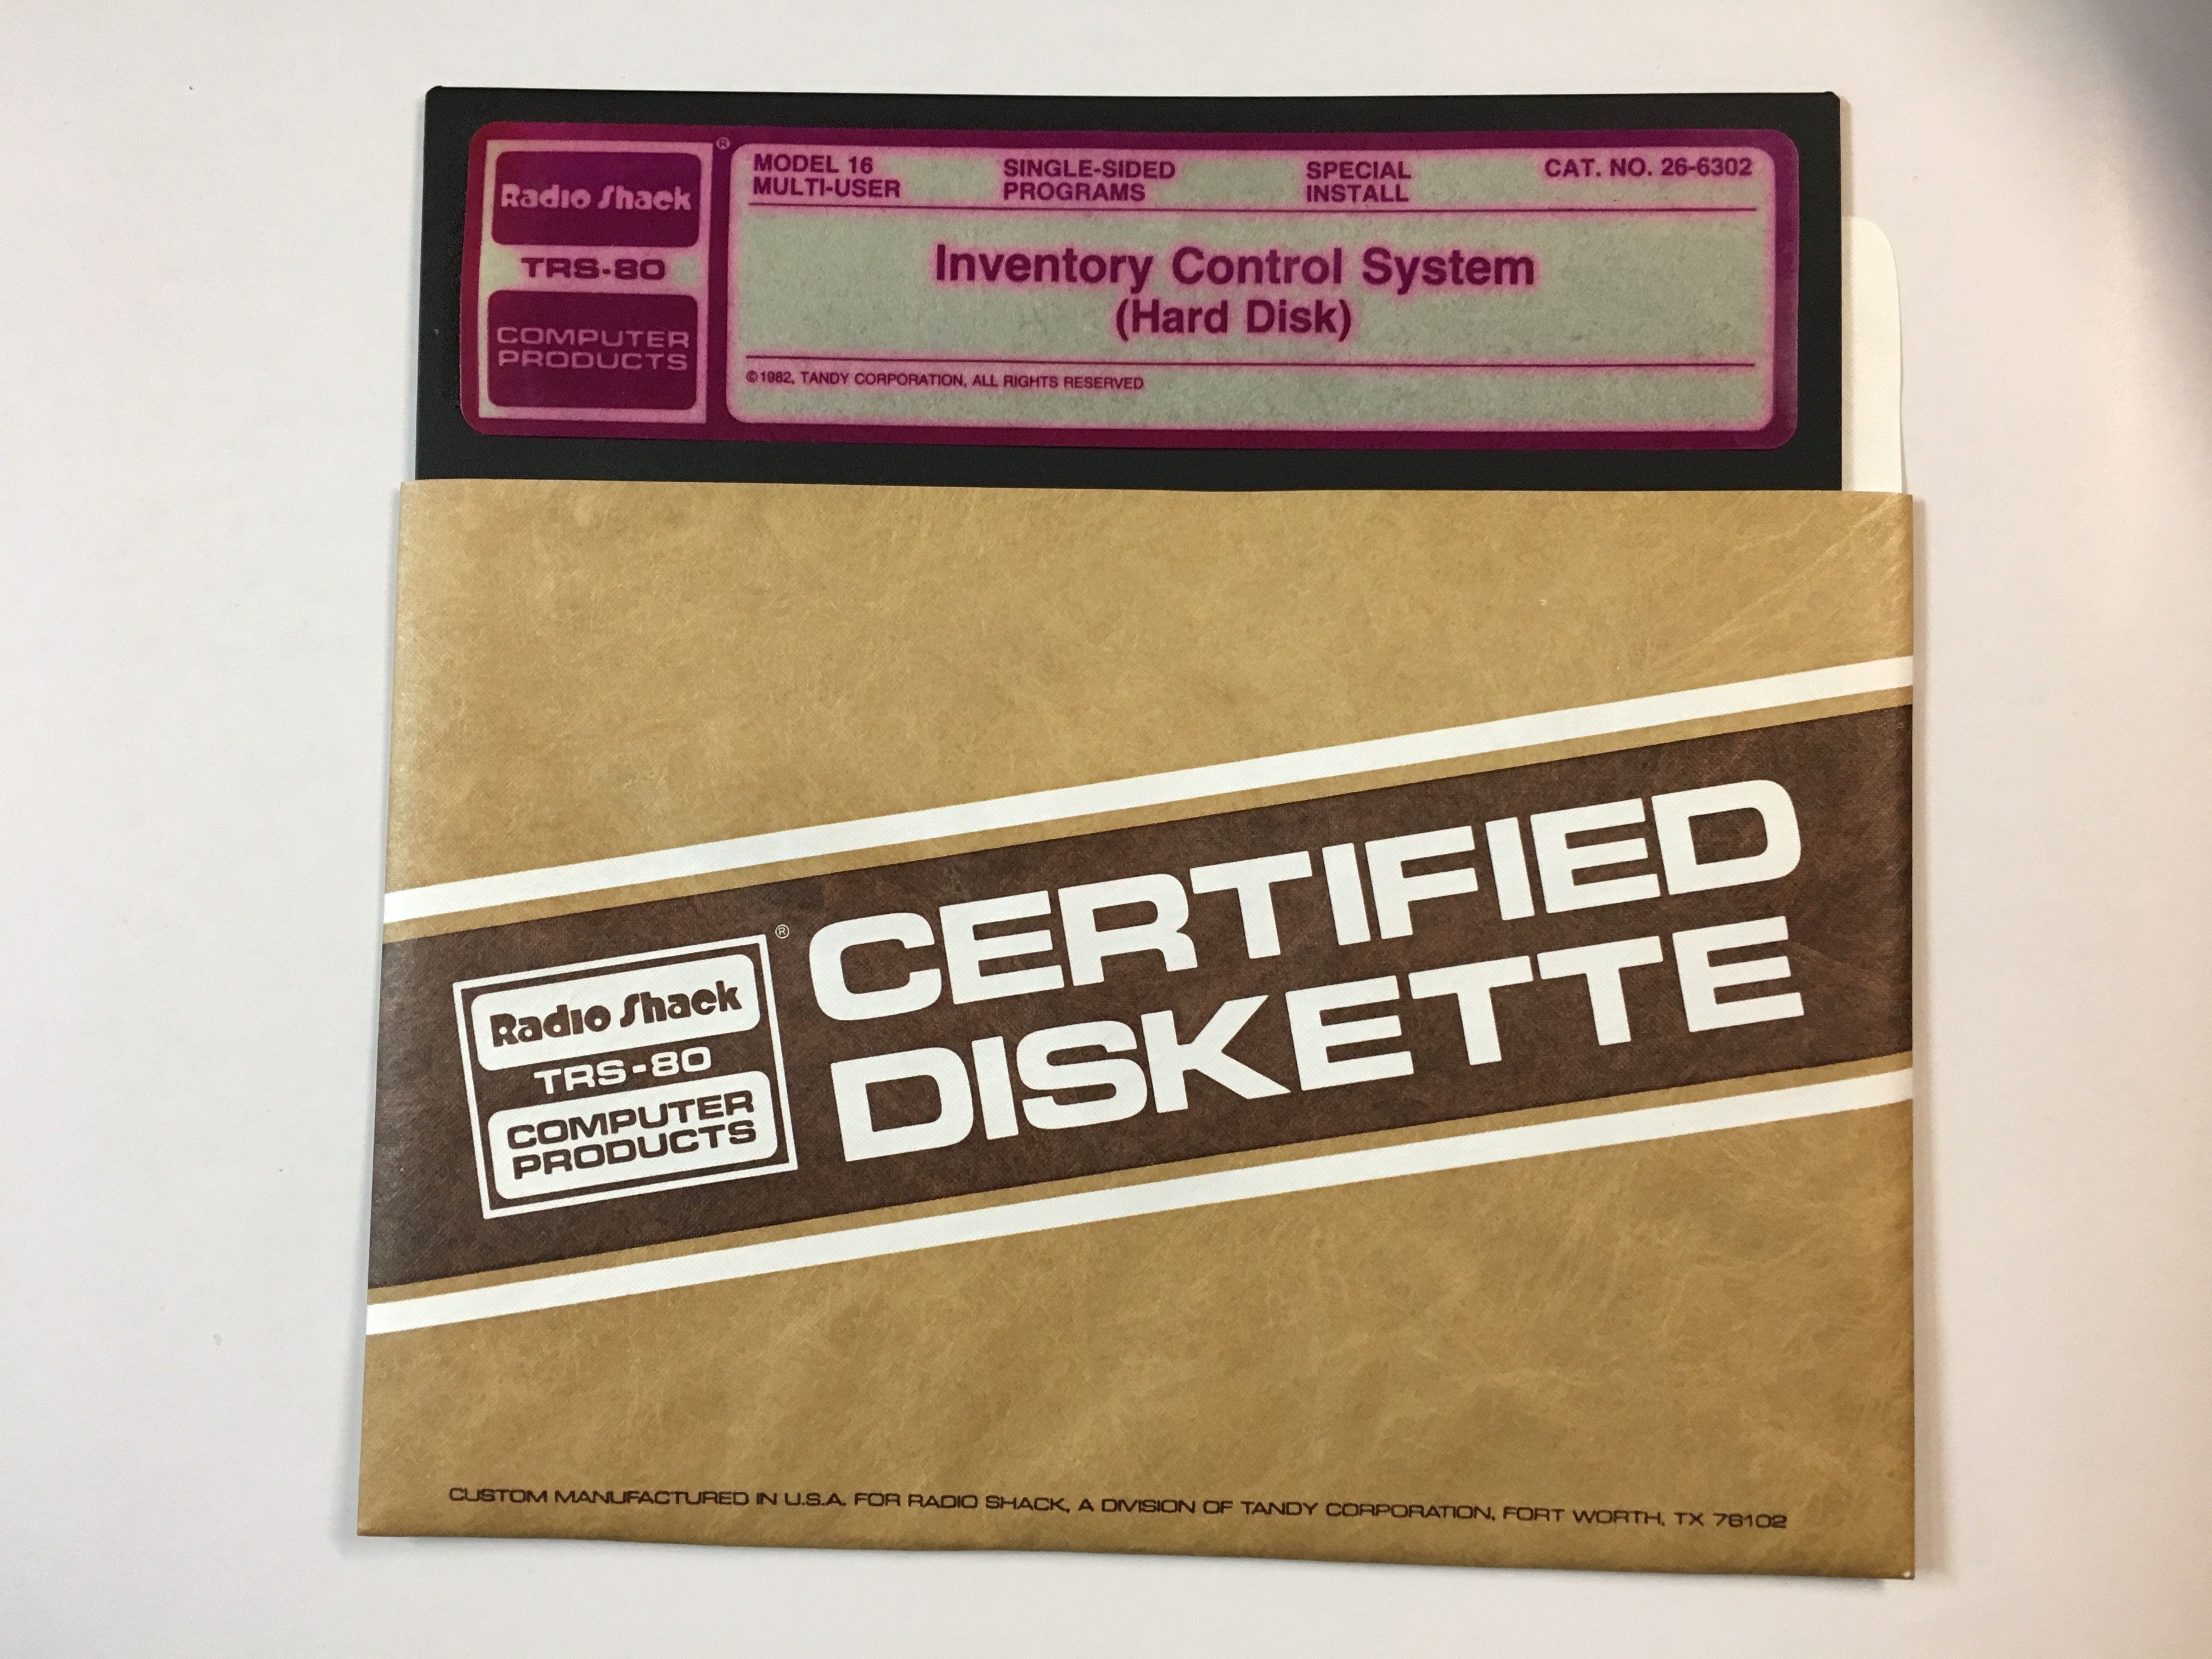 Radio Shack ®
TRS-80
COMPUTER
PRODUCTS
MODEL 16
MULTI-USER
SINGLE-SIDED
PROGRAMS
SPECIAL
INSTALL
CAT. NO. 26-6302
Inventory Control System
(Hard Disk)
©1982, TANDY CORPORATION, ALL RIGHTS RESERVED
Radio Shack ®
TRS-80
COMPUTER
PRODUCTS
CERTIFIED
DISKETTE
CUSTOM MANUFACTURED IN U.S.A. FOR RADIO SHACK, A DIVISION OF TANDY CORPORATION, FORT WORTH, TX 76102